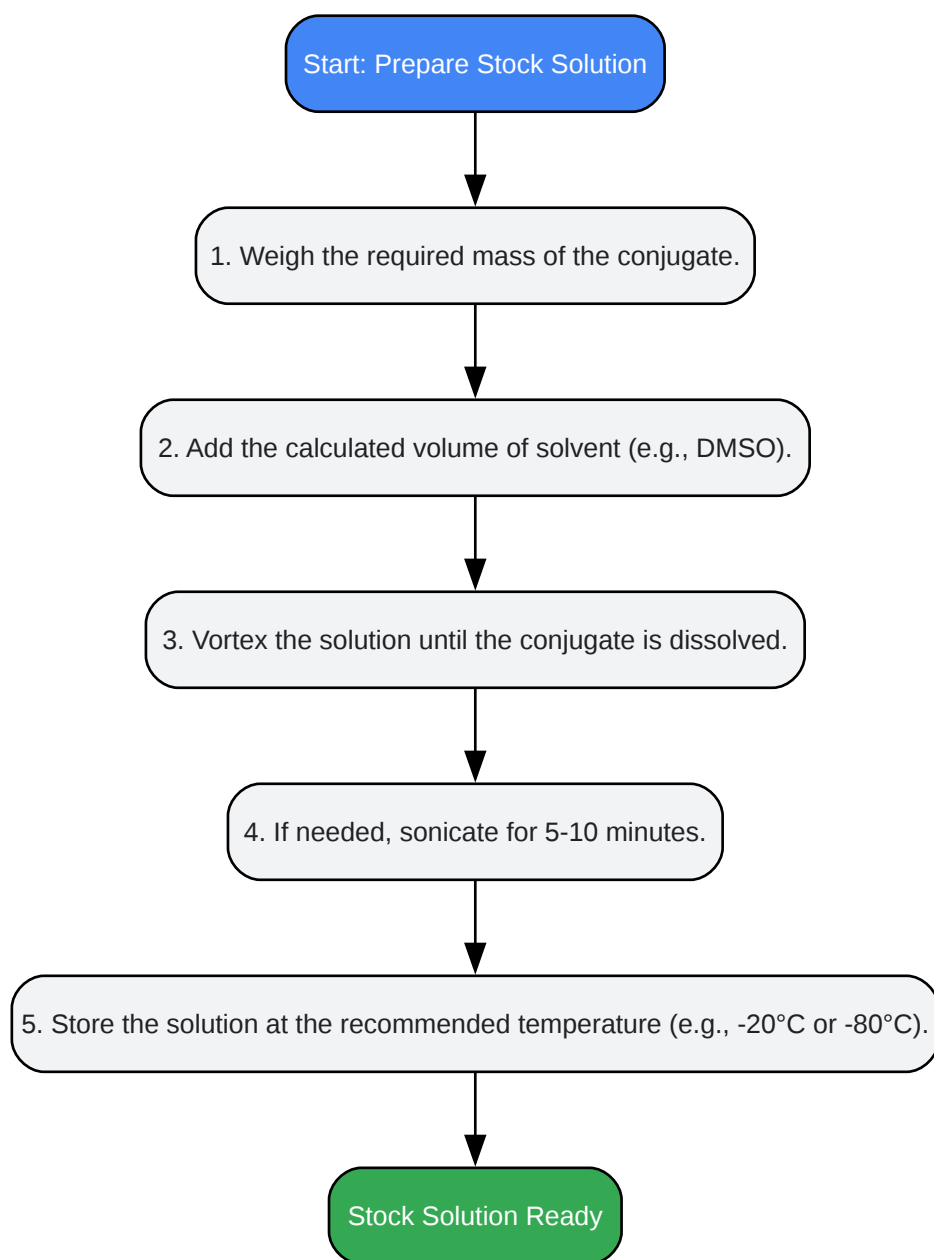 Start: Prepare Stock Solution
1. Weigh the required mass of the conjugate.
2. Add the calculated volume of solvent (e.g., DMSO).
3. Vortex the solution until the conjugate is dissolved.
4. If needed, sonicate for 5-10 minutes.
5. Store the solution at the recommended temperature (e.g., -20°C or -80°C).
Stock Solution Ready